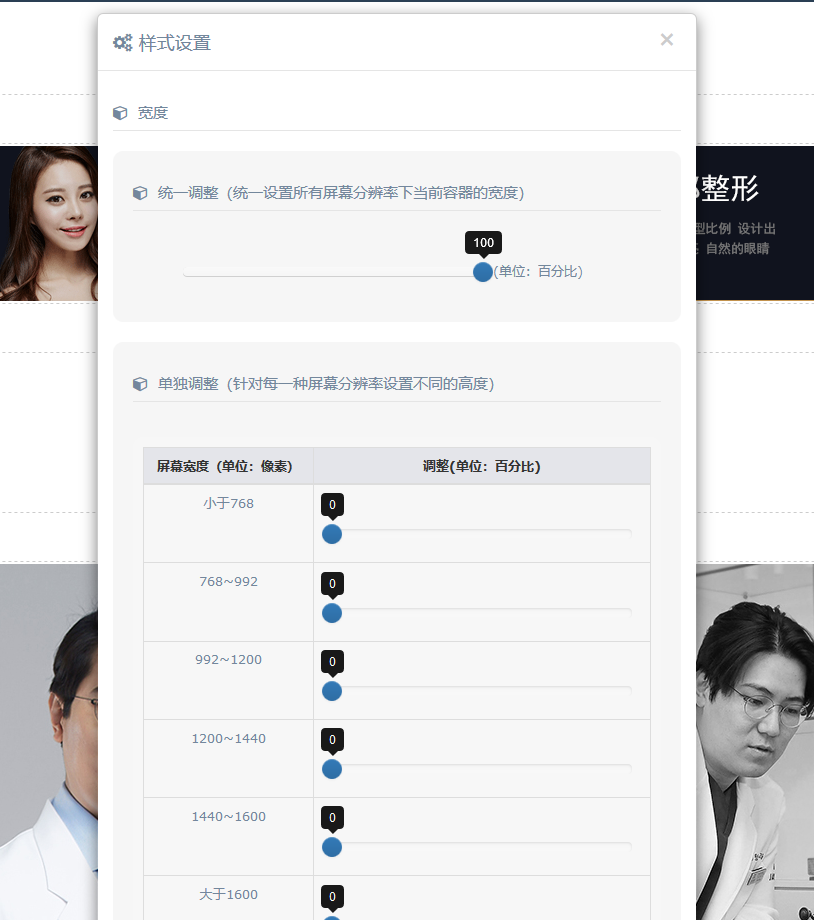 样式设置
×
宽度
统一调整（统一设置所有屏幕分辨率下当前容器的宽度）
100
(单位：百分比)
整形
型比例 设计出
自然的眼睛
单独调整（针对每一种屏幕分辨率设置不同的高度）
屏幕宽度（单位：像素） 调整(单位：百分比)
小于768 0
768~992 0
992~1200 0
1200~1440 0
1440~1600 0
大于1600 0